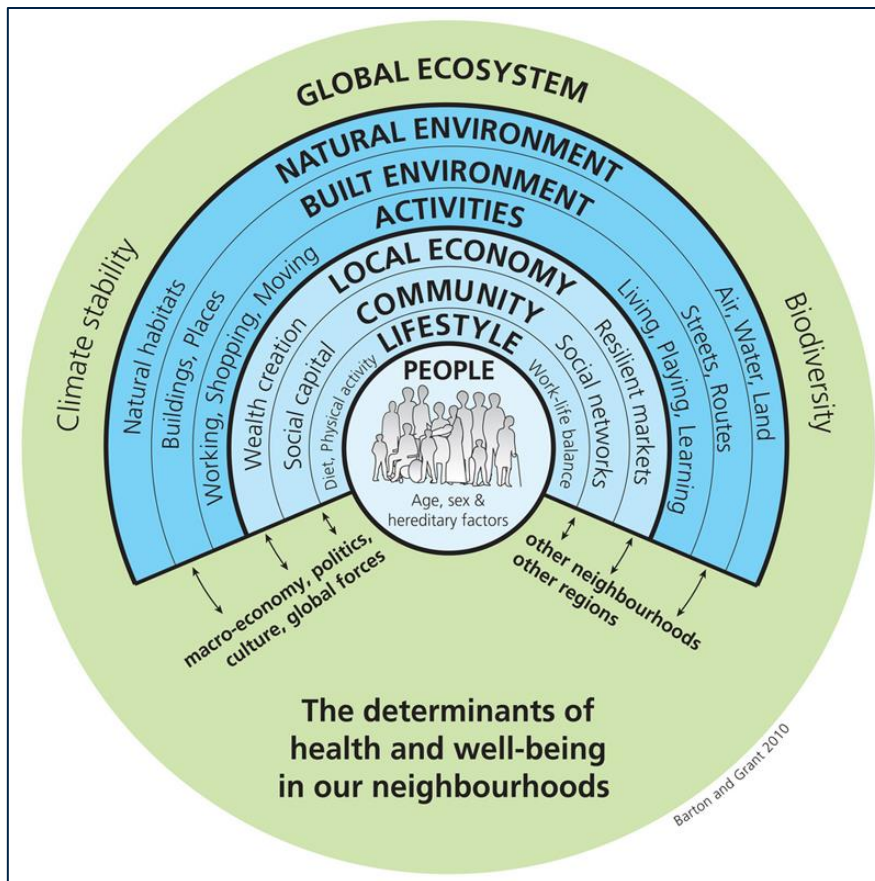 GLOBAL ECOSYSTEM
NATURAL ENVIRONMENT
BUILT ENVIRONMENT
ACTIVITIES
LOCAL ECONOMY
COMMUNITY
LIFESTYLE
PEOPLE
Age, sex &
hereditary factors
Climate stability
Natural habitats
Buildings, Places
Working, Shopping, Moving
Wealth creation
Social capital
Diet, Physical activity
Work-life balance
Social networks
Resilient markets
Living, Playing, Learning
Streets, Routes
Air, Water, Land
Biodiversity
macro-economy, politics,
culture, global forces
other neighbourhoods
other regions
The determinants of
health and well-being
in our neighbourhoods
Barton and Grant 2010